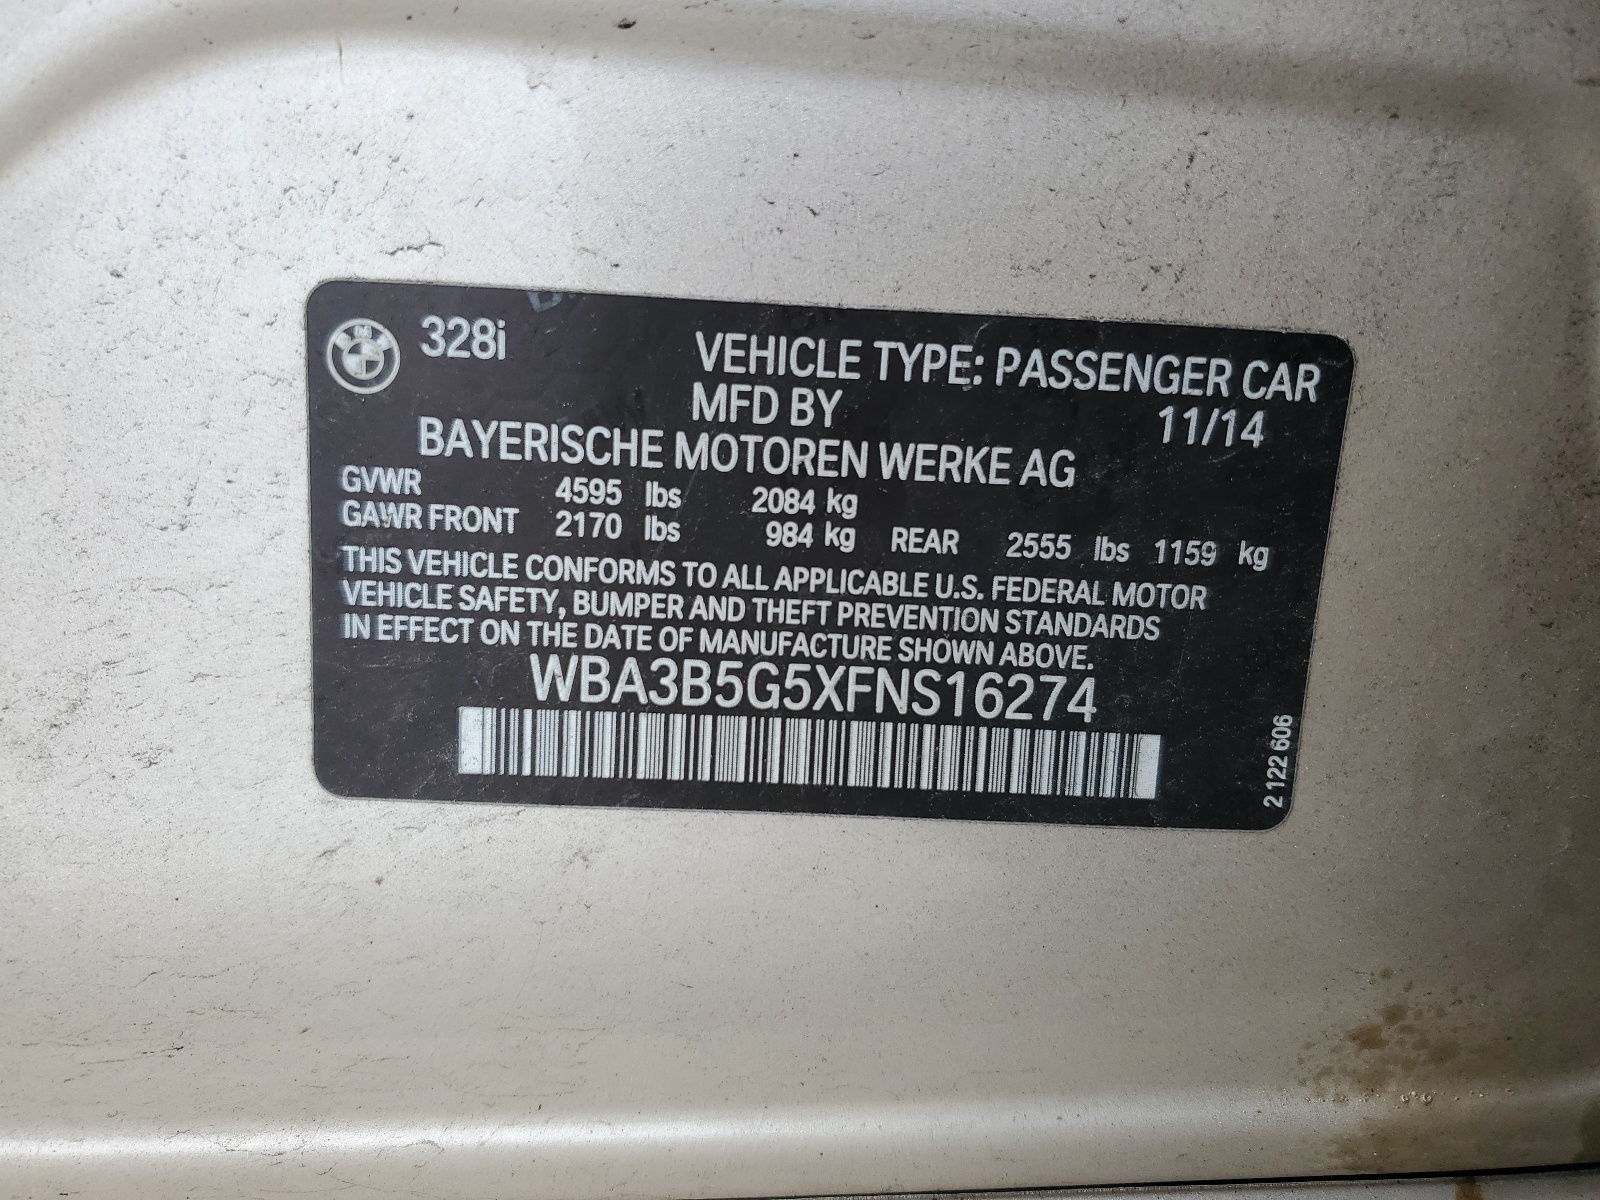 BMW 328i
VEHICLE TYPE: PASSENGER CAR
MFD BY 11/14
BAYERISCHE MOTOREN WERKE AG
GVWR 4595 lbs 2084 kg
GAWR FRONT 2170 lbs 984 kg REAR 2555 lbs 1159 kg
THIS VEHICLE CONFORMS TO ALL APPLICABLE U.S. FEDERAL MOTOR
VEHICLE SAFETY, BUMPER AND THEFT PREVENTION STANDARDS
IN EFFECT ON THE DATE OF MANUFACTURE SHOWN ABOVE.
WBA3B5G5XFNS16274
2 122 606